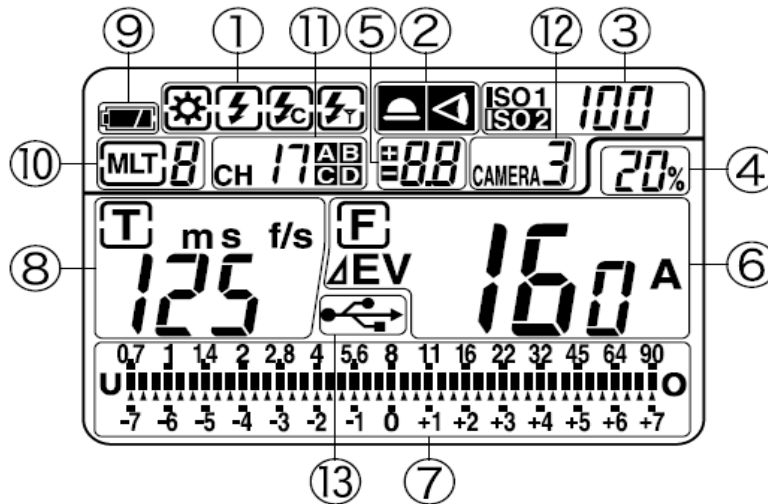 ⑨ ① ⑪ ⑤ ② ⑫ ③
C Y ISO1 ISO2 100
⑩ MLT 8 CH 17 A B C D + - 8.8 CAMERA 3 20% ④
⑧ T m s f/s F ⊿EV ⑥
125 160 A
0.7 1 1.4 2 2.8 4 5.6 8 11 16 22 32 45 64 90
U O
-7 -6 -5 -4 -3 -2 -1 0 +1 +2 +3 +4 +5 +6 +7
⑬ ⑦